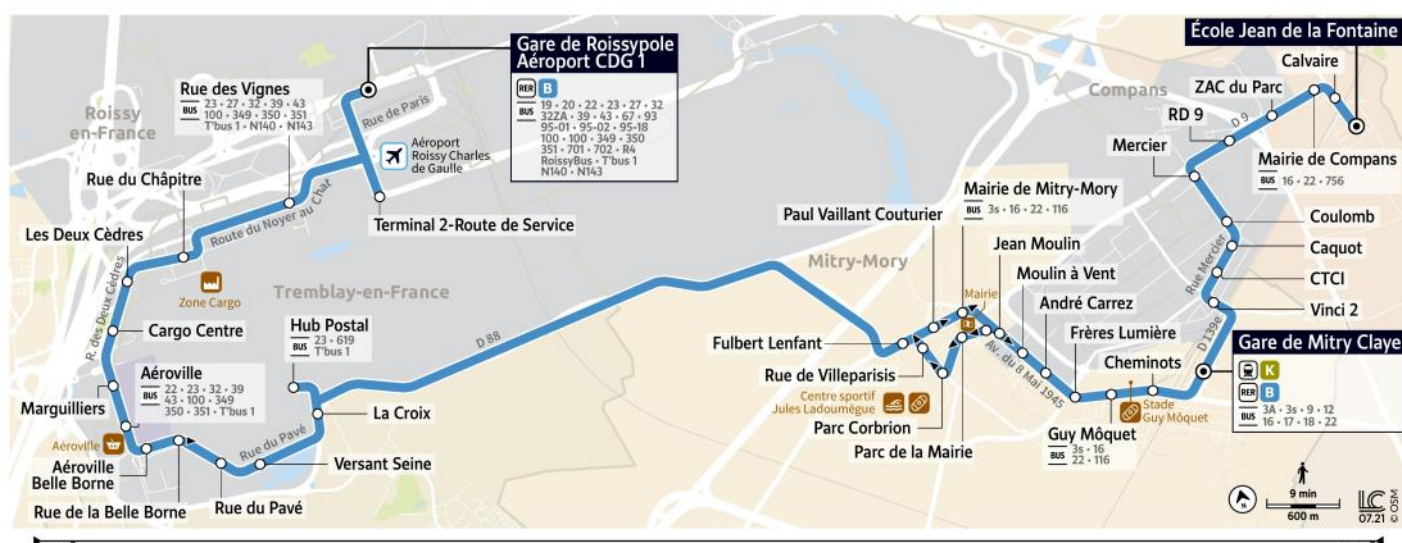 Gare de Roissypole
Aéroport CDG 1
RER B
BUS
19 • 20 • 22 • 23 • 27 • 32
32ZA • 39 • 43 • 67 • 93
95-01 • 95-02 • 95-18
100 • 100 • 349 • 350
351 • 701 • 702 • R4
RoissyBus • T'bus 1
N140 • N143
École Jean de la Fontaine
Calvaire
ZAC du Parc
RD 9
D 9
Compans
Mercier
Mairie de Compans
BUS 16 • 22 • 756
Rue des Vignes
BUS
23 • 27 • 32 • 39 • 43
100 • 349 • 350 • 351
T'bus 1 • N140 • N143
Roissy
en-France
Rue de Paris
Aéroport
Roissy Charles
de Gaulle
Rue du Châpitre
Route du Noyer au Chat
Terminal 2-Route de Service
Les Deux Cèdres
R. des Deux Cèdres
Zone Cargo
Tremblay-en-France
Cargo Centre
Hub Postal
BUS
23 • 619
T'bus 1
D 88
Aéroville
BUS
22 • 23 • 32 • 39
43 • 100 • 349
350 • 351 • T'bus 1
Marguilliers
Aéroville
La Croix
Rue du Pavé
Aéroville
Belle Borne
Versant Seine
Rue de la Belle Borne
Rue du Pavé
Mitry-Mory
Mairie de Mitry-Mory
BUS 3s • 16 • 22 • 116
Paul Vaillant Couturier
Jean Moulin
Moulin à Vent
Mairie
André Carrez
Fulbert Lenfant
Frères Lumière
Rue de Villeparisis
Av. du 8 Mai 1945
Cheminots
Centre sportif
Jules Ladoumègue
Parc Corbrion
Parc de la Mairie
Guy Môquet
BUS
3s • 16
22 • 116
Stade
Guy Môquet
Coulomb
Caquot
Rue Mercier
CTCI
Vinci 2
D 139e
Gare de Mitry Claye
K
RER B
BUS
3A • 3s • 9 • 12
16 • 17 • 18 • 22
N
9 min
600 m
LC
07.21
© OSM